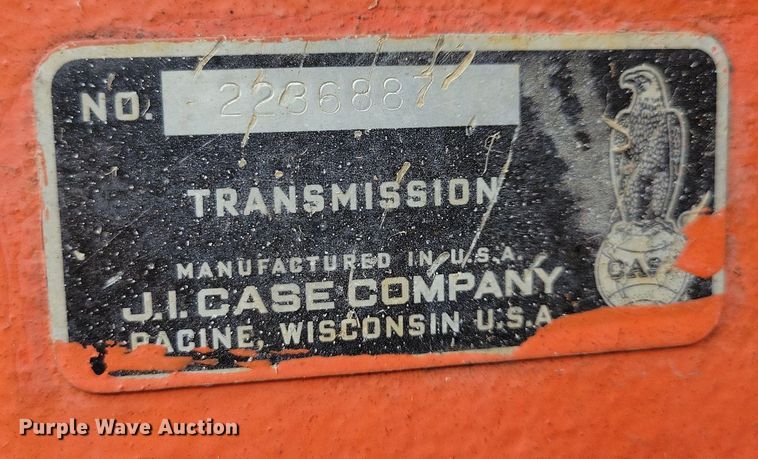 NO. 2236887
TRANSMISSION
MANUFACTURED IN U.S.A.
J.I. CASE COMPANY
RACINE, WISCONSIN U.S.A
CASE
Purple Wave Auction